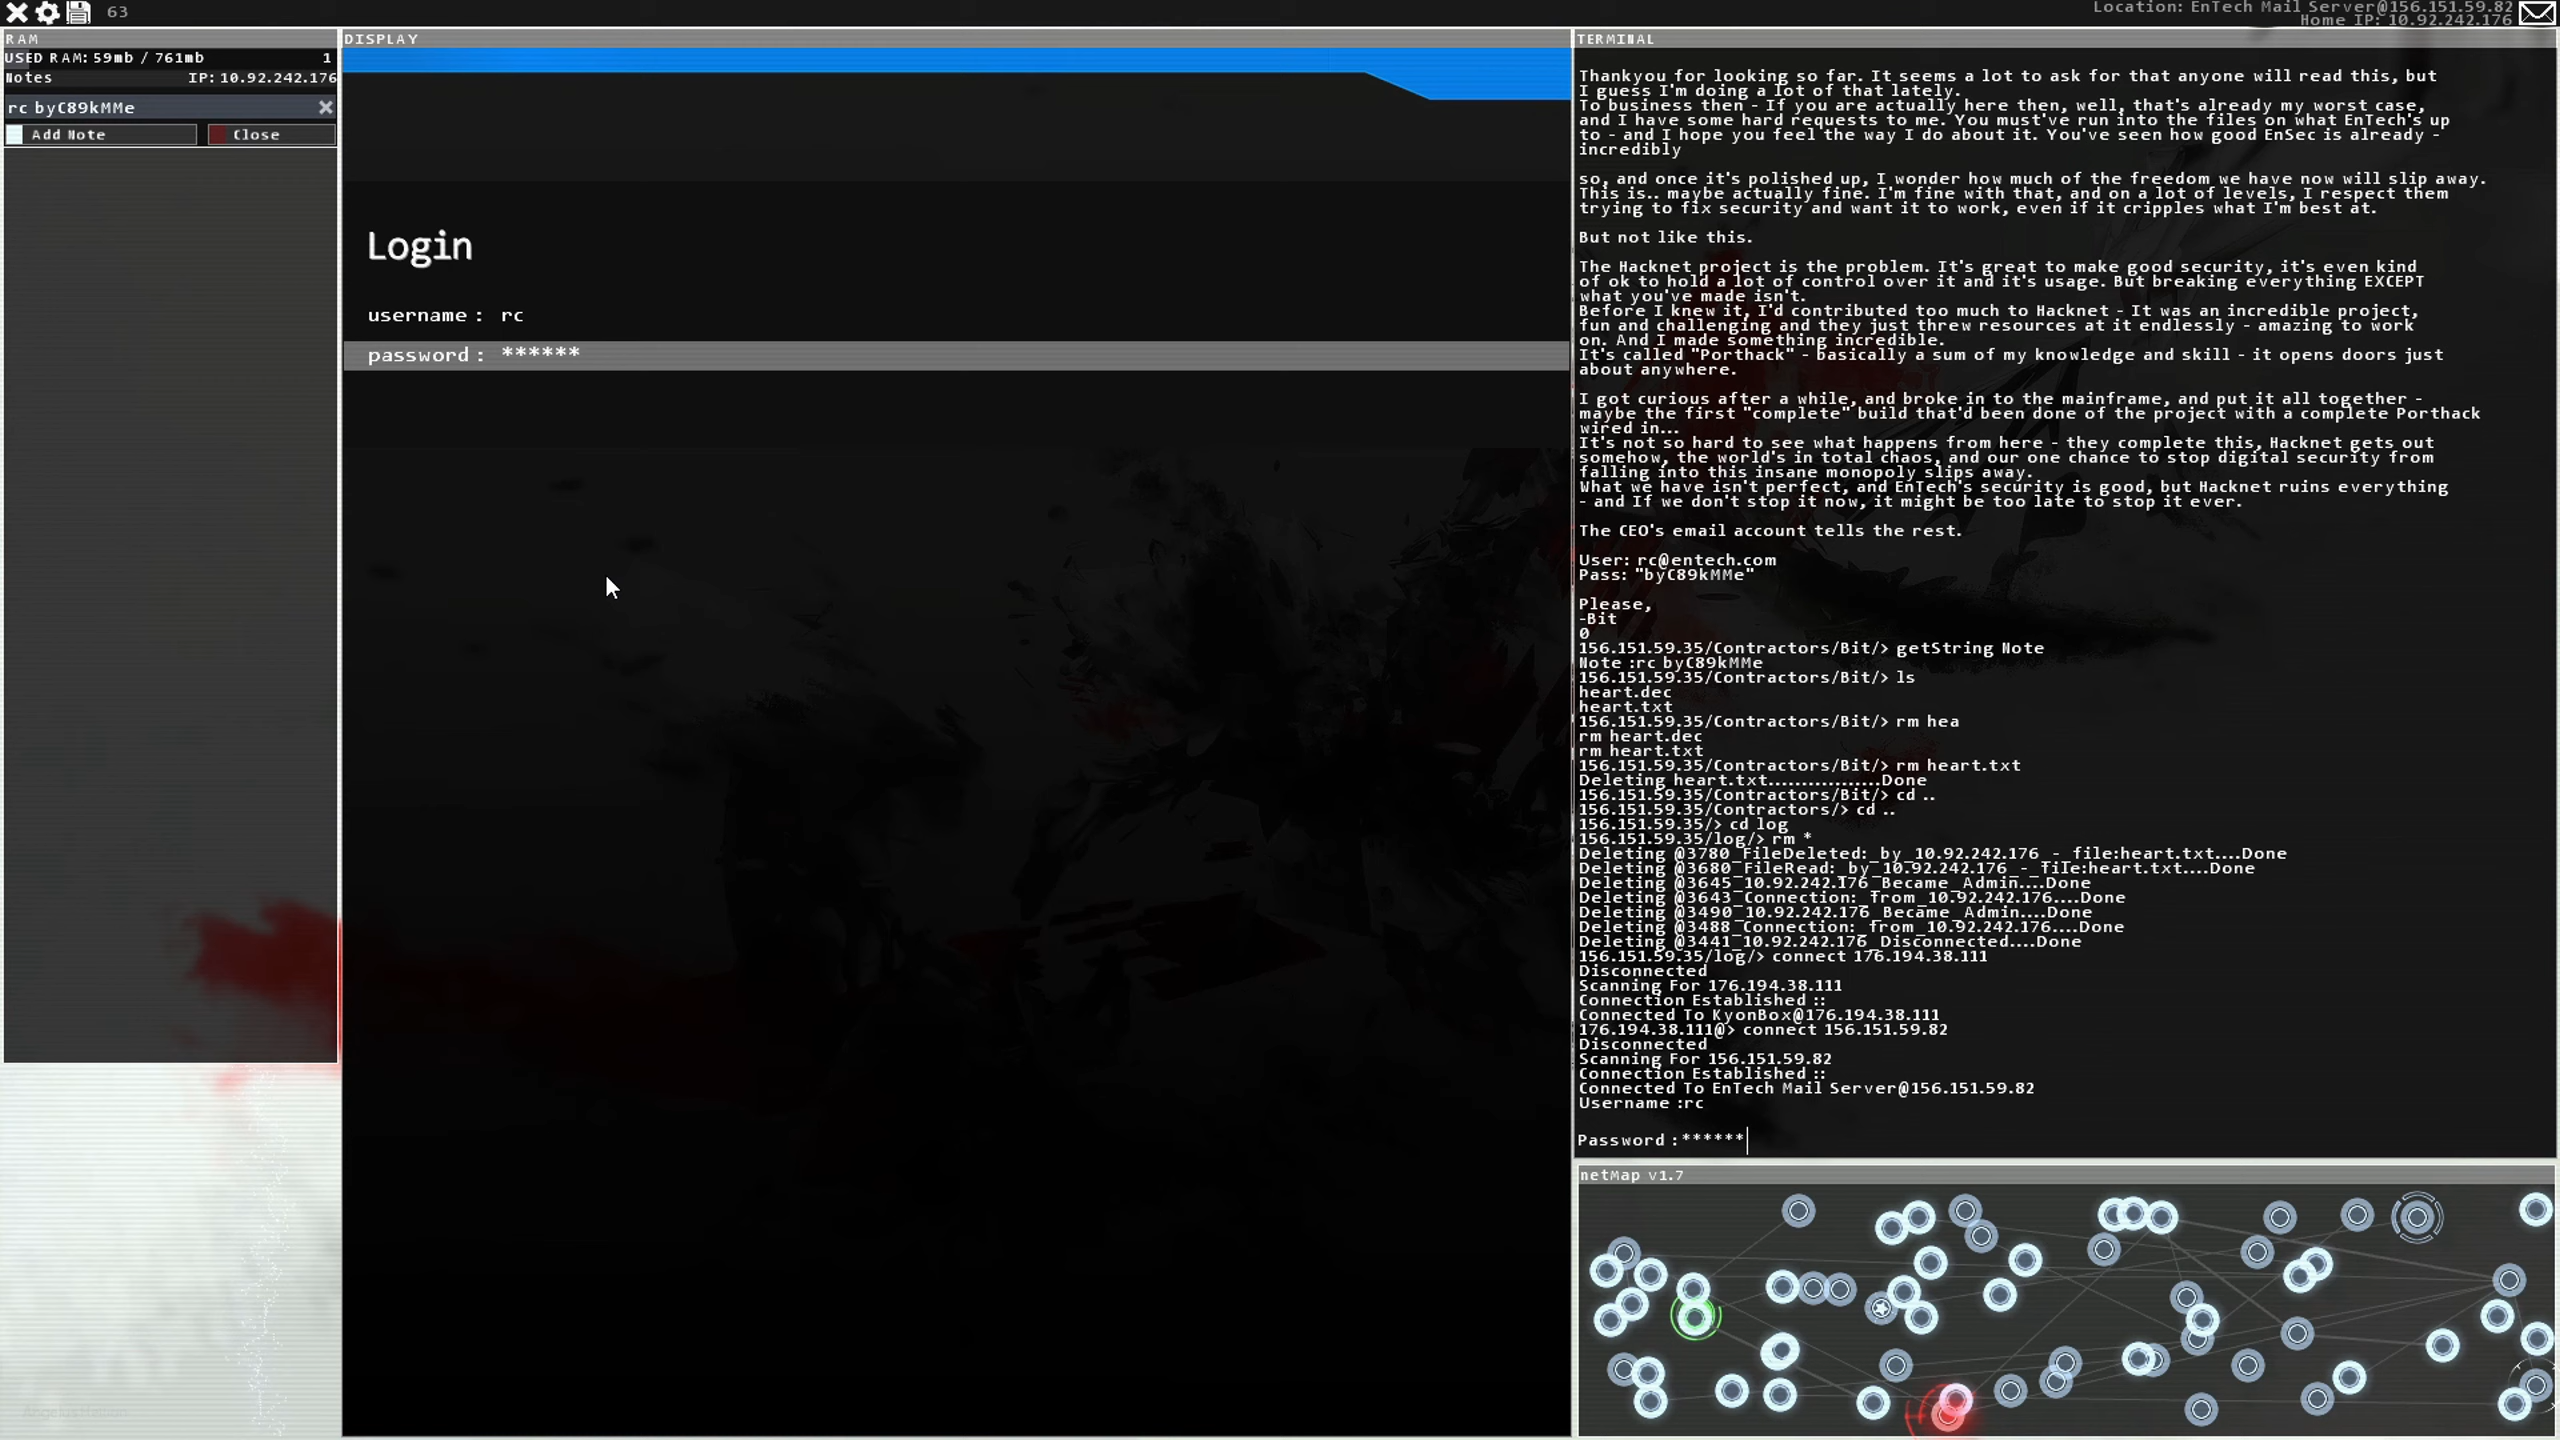 63
Location: EnTech Mail Server@156.151.59.82
Home IP: 10.92.242.176
RAM
USED RAM: 59mb / 761mb 1
Notes IP: 10.92.242.176
rc byC89kMMe
Add Note Close
DISPLAY
Login
username : rc
password : ******
TERMINAL
Thankyou for looking so far. It seems a lot to ask for that anyone will read this, but
I guess I'm doing a lot of that lately.
To business then - If you are actually here then, well, that's already my worst case,
and I have some hard requests to me. You must've run into the files on what EnTech's up
to - and I hope you feel the way I do about it. You've seen how good EnSec is already -
incredibly
so, and once it's polished up, I wonder how much of the freedom we have now will slip away.
This is.. maybe actually fine. I'm fine with that, and on a lot of levels, I respect them
trying to fix security and want it to work, even if it cripples what I'm best at.
But not like this.
The Hacknet project is the problem. It's great to make good security, it's even kind
of ok to hold a lot of control over it and it's usage. But breaking everything EXCEPT
what you've made isn't.
Before I knew it, I'd contributed too much to Hacknet - It was an incredible project,
fun and challenging and they just threw resources at it endlessly - amazing to work
on. And I made something incredible.
It's called "Porthack" - basically a sum of my knowledge and skill - it opens doors just
about anywhere.
I got curious after a while, and broke in to the mainframe, and put it all together -
maybe the first "complete" build that'd been done of the project with a complete Porthack
wired in...
It's not so hard to see what happens from here - they complete this, Hacknet gets out
somehow, the world's in total chaos, and our one chance to stop digital security from
falling into this insane monopoly slips away.
What we have isn't perfect, and EnTech's security is good, but Hacknet ruins everything
- and If we don't stop it now, it might be too late to stop it ever.
The CEO's email account tells the rest.
User: rc@entech.com
Pass: "byC89kMMe"
Please,
-Bit
0
156.151.59.35/Contractors/Bit/> getString Note
Note :rc byC89kMMe
156.151.59.35/Contractors/Bit/> ls
heart.dec
heart.txt
156.151.59.35/Contractors/Bit/> rm hea
rm heart.dec
rm heart.txt
156.151.59.35/Contractors/Bit/> rm heart.txt
Deleting heart.txt.................Done
156.151.59.35/Contractors/Bit/> cd ..
156.151.59.35/Contractors/> cd ..
156.151.59.35/> cd log
156.151.59.35/log/> rm *
Deleting @3780_FileDeleted:_by_10.92.242.176_-_file:heart.txt....Done
Deleting @3680_FileRead:_by_10.92.242.176_-_file:heart.txt....Done
Deleting @3645_10.92.242.176_Became_Admin....Done
Deleting @3643_Connection:_from_10.92.242.176....Done
Deleting @3490_10.92.242.176_Became_Admin....Done
Deleting @3488_Connection:_from_10.92.242.176....Done
Deleting @3441_10.92.242.176_Disconnected....Done
156.151.59.35/log/> connect 176.194.38.111
Disconnected
Scanning For 176.194.38.111
Connection Established ::
Connected To KyonBox@176.194.38.111
176.194.38.111@> connect 156.151.59.82
Disconnected
Scanning For 156.151.59.82
Connection Established ::
Connected To EnTech Mail Server@156.151.59.82
Username :rc
Password :******
netMap v1.7